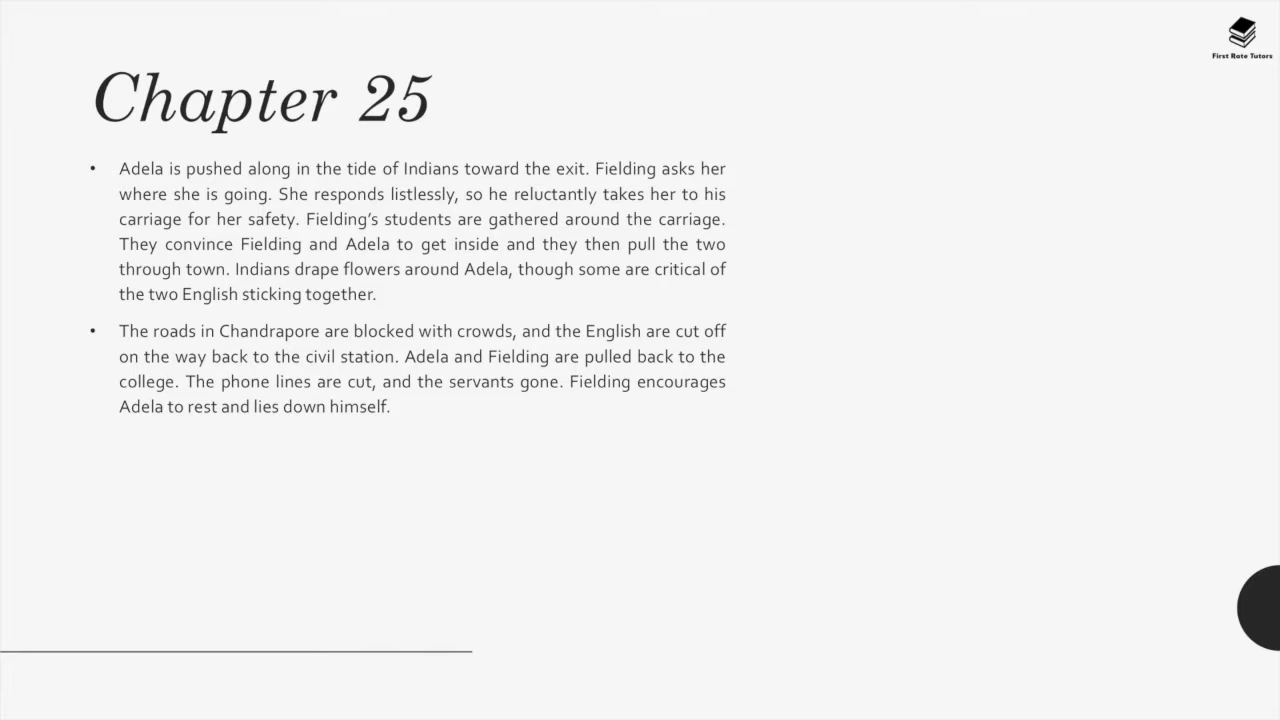 First Rate Tutors
Chapter 25
• Adela is pushed along in the tide of Indians toward the exit. Fielding asks her
where she is going. She responds listlessly, so he reluctantly takes her to his
carriage for her safety. Fielding’s students are gathered around the carriage.
They convince Fielding and Adela to get inside and they then pull the two
through town. Indians drape flowers around Adela, though some are critical of
the two English sticking together.
• The roads in Chandrapore are blocked with crowds, and the English are cut off
on the way back to the civil station. Adela and Fielding are pulled back to the
college. The phone lines are cut, and the servants gone. Fielding encourages
Adela to rest and lies down himself.